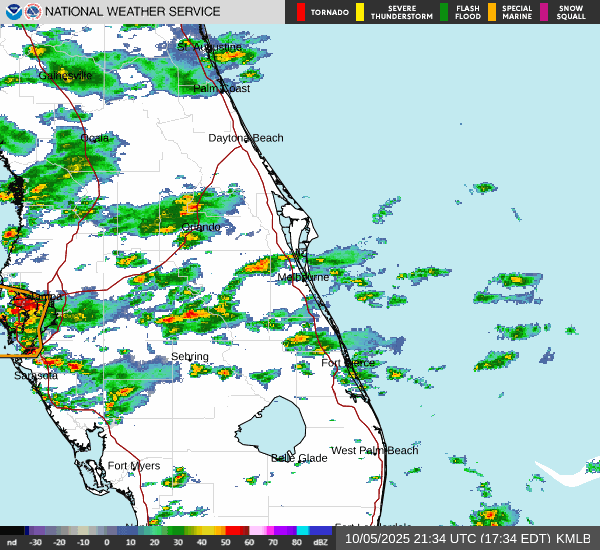 NATIONAL WEATHER SERVICE
TORNADO
SEVERE
THUNDERSTORM
FLASH
FLOOD
SPECIAL
MARINE
SNOW
SQUALL
St. Augustine
Gainesville
Palm Coast
Ocala
Daytona Beach
Orlando
Melbourne
Tampa
Sebring
Fort Pierce
Sarasota
West Palm Beach
Belle Glade
Fort Myers
nd -30 -20 -10 0 10 20 30 40 50 60 70 80 dBZ
10/05/2025 21:34 UTC (17:34 EDT) KMLB